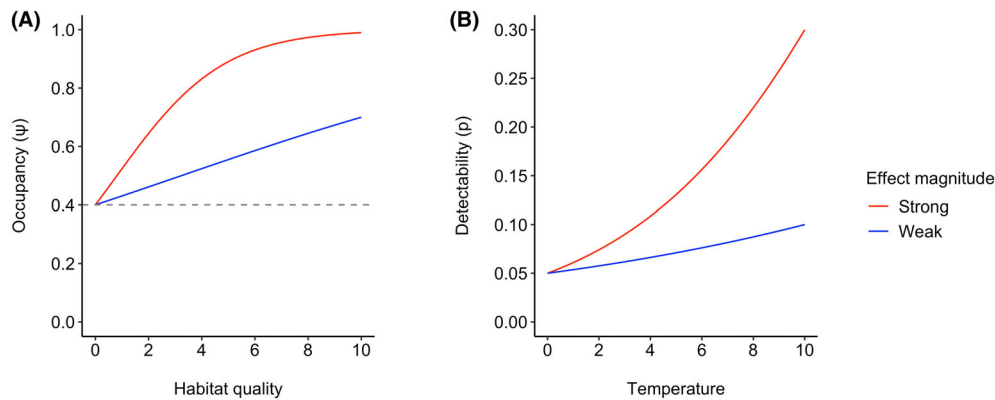 (A)
Occupancy (ψ)
1.0
0.8
0.6
0.4
0.2
0.0
0 2 4 6 8 10
Habitat quality
(B)
Detectability (p)
0.30
0.25
0.20
0.15
0.10
0.05
0.00
0 2 4 6 8 10
Temperature
Effect magnitude
Strong
Weak